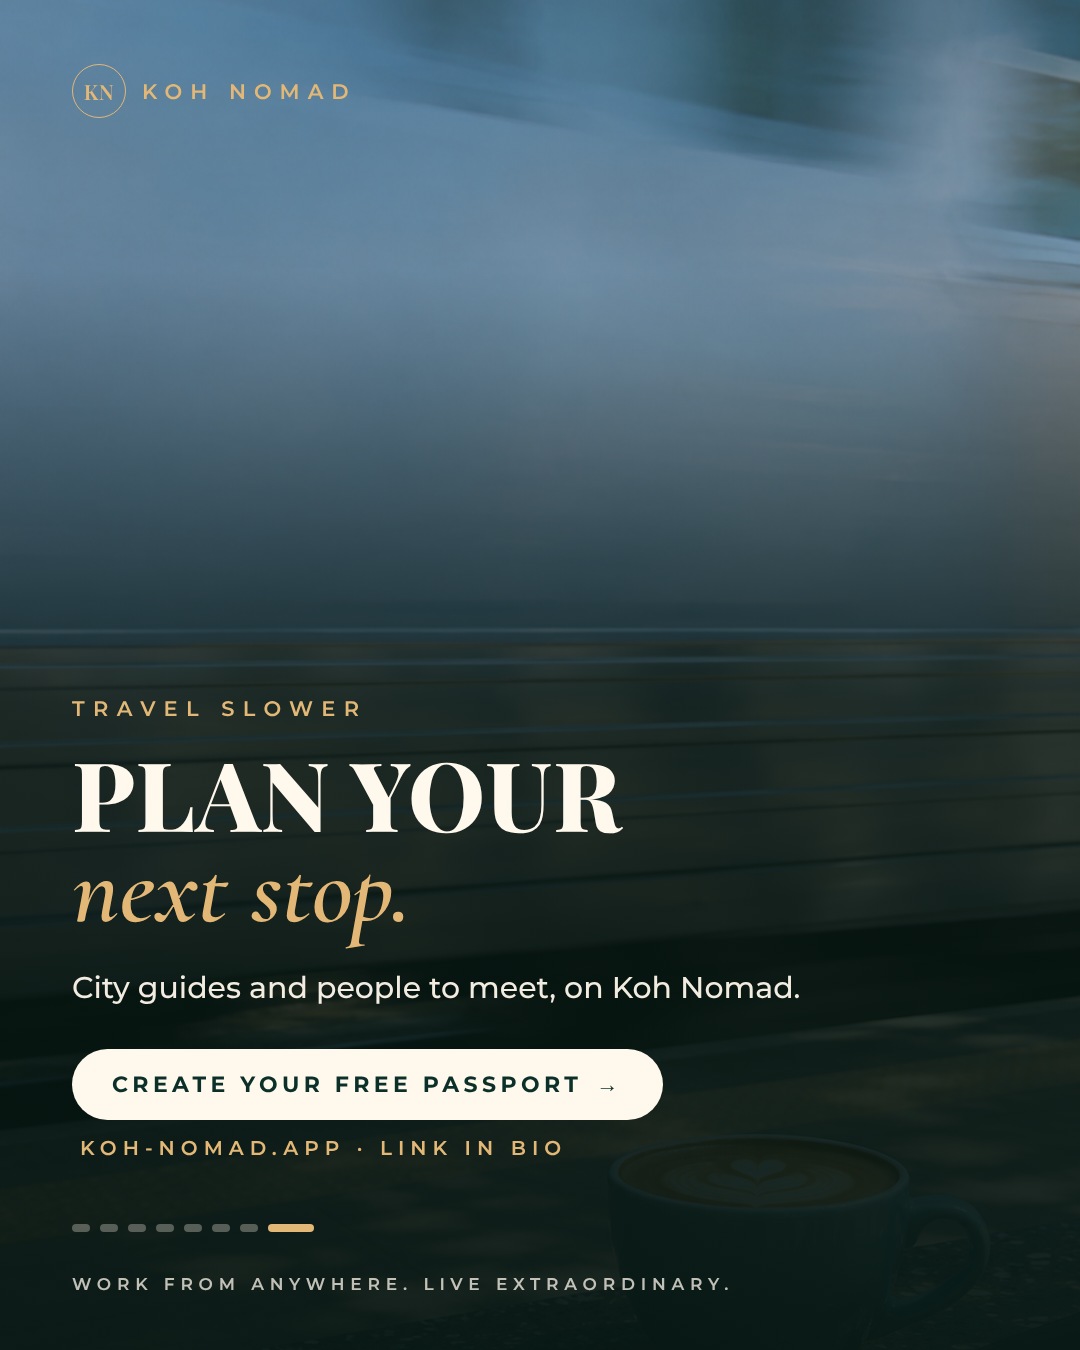 KN KOH NOMAD
TRAVEL SLOWER
PLAN YOUR
next stop.
City guides and people to meet, on Koh Nomad.
CREATE YOUR FREE PASSPORT →
KOH-NOMAD.APP · LINK IN BIO
WORK FROM ANYWHERE. LIVE EXTRAORDINARY.